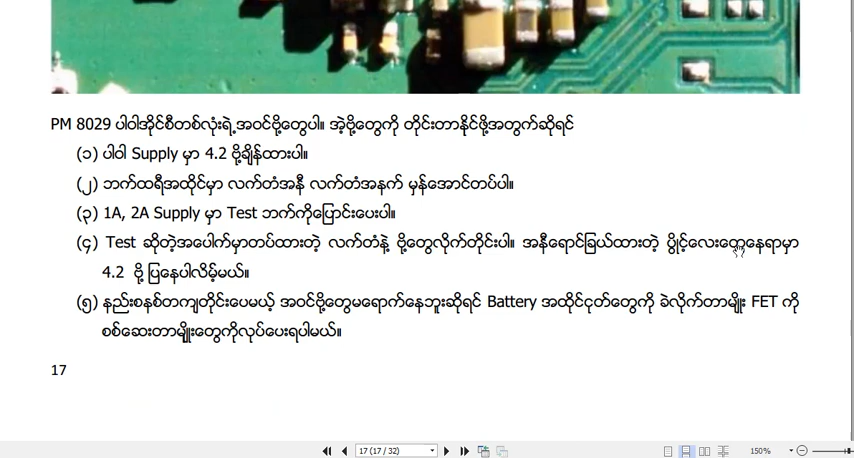 PM 8029 ပါဝါအိုင်စီတစ်လုံးရဲ့အဝင်ဗို့တွေပါ။ အဲ့ဗို့တွေကို တိုင်းတာနိုင်ဖို့အတွက်ဆိုရင်
(၁) ပါဝါ Supply မှာ 4.2 ဗို့ချိန်ထားပါ။
(၂) ဘက်ထရီအထိုင်မှာ လက်တံအနီ လက်တံအနက် မှန်အောင်တပ်ပါ။
(၃) 1A, 2A Supply မှာ Test ဘက်ကိုပြောင်းပေးပါ။
(၄) Test ဆိုတဲ့အပေါက်မှာတပ်ထားတဲ့ လက်တံနဲ့ ဗို့တွေလိုက်တိုင်းပါ။ အနီရောင်ခြယ်ထားတဲ့ ပွိုင့်လေးတွေနေရာမှာ
4.2 ဗို့ ပြနေပါလိမ့်မယ်။
(၅) နည်းစနစ်တကျတိုင်းပေမယ့် အဝင်ဗို့တွေမရောက်နေဘူးဆိုရင် Battery အထိုင်ငုတ်တွေကို ခဲလိုက်တာမျိုး FET ကို
စစ်ဆေးတာမျိုးတွေကိုလုပ်ပေးရပါမယ်။
17
17 (17 / 32)
150%